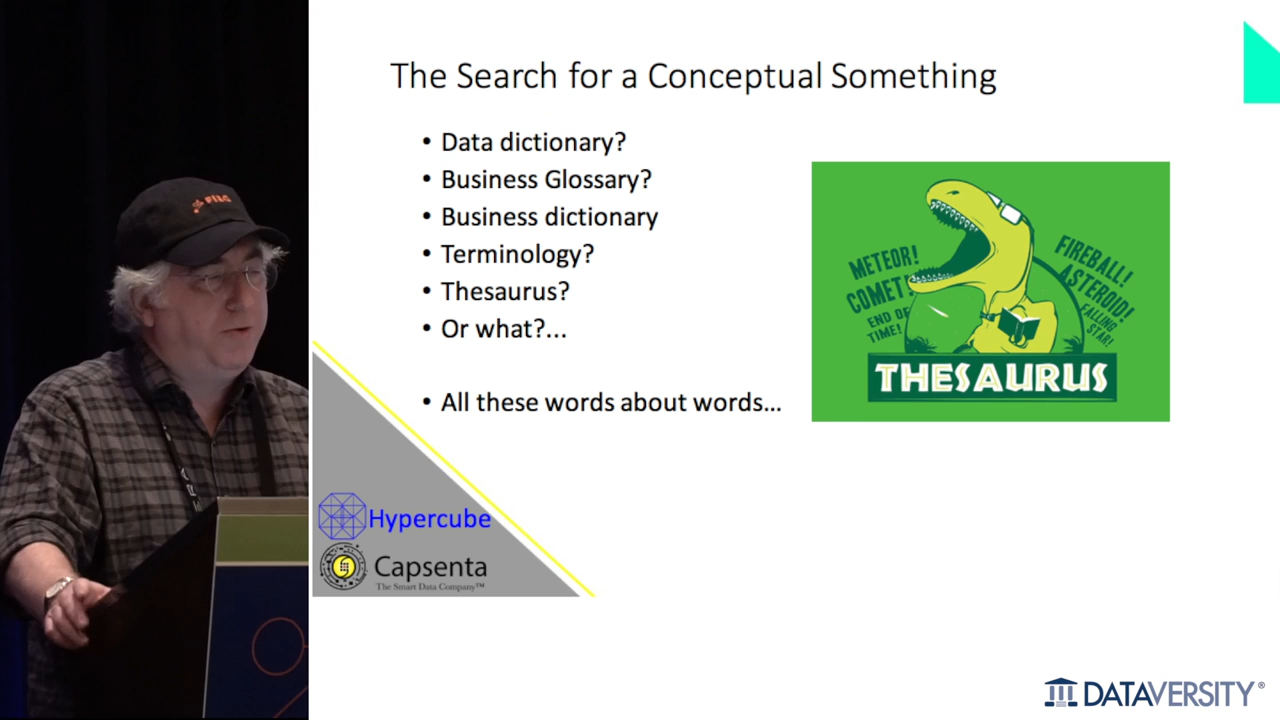 The Search for a Conceptual Something
• Data dictionary?
• Business Glossary?
• Business dictionary
• Terminology?
• Thesaurus?
• Or what?...
• All these words about words...
METEOR!
COMET!
END OF
TIME!
FIREBALL!
ASTEROID!
FALLING
STAR!
THESAURUS
Hypercube
Capsenta
The Smart Data Company™
DATAVERSITY®